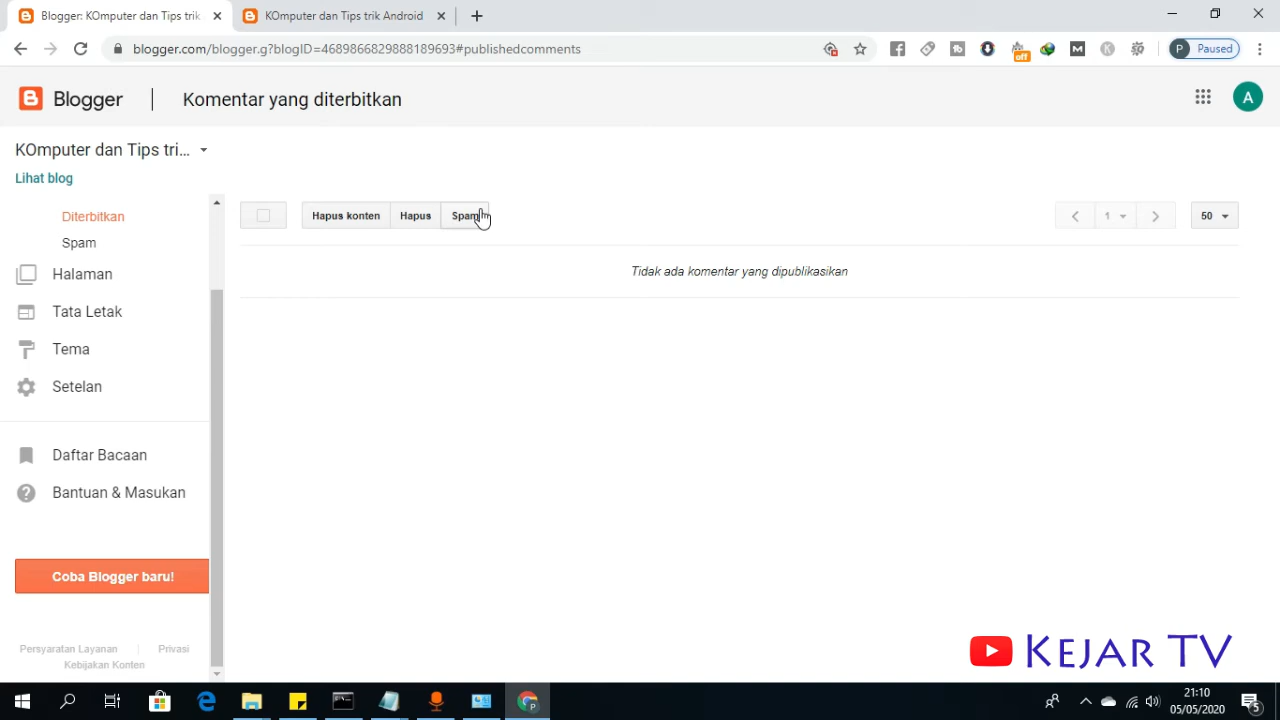 Blogger: KOmputer dan Tips trik
KOmputer dan Tips trik Android
blogger.com/blogger.g?blogID=4689866829888189693#publishedcomments
off
M
K
P Paused
Blogger
Komentar yang diterbitkan
A
KOmputer dan Tips tri...
Lihat blog
Diterbitkan
Spam
Halaman
Tata Letak
Tema
Setelan
Daftar Bacaan
Bantuan & Masukan
Coba Blogger baru!
Persyaratan Layanan
Privasi
Kebijakan Konten
Hapus konten
Hapus
Spam
1
50
Tidak ada komentar yang dipublikasikan
KEJAR TV
21:10
05/05/2020
5